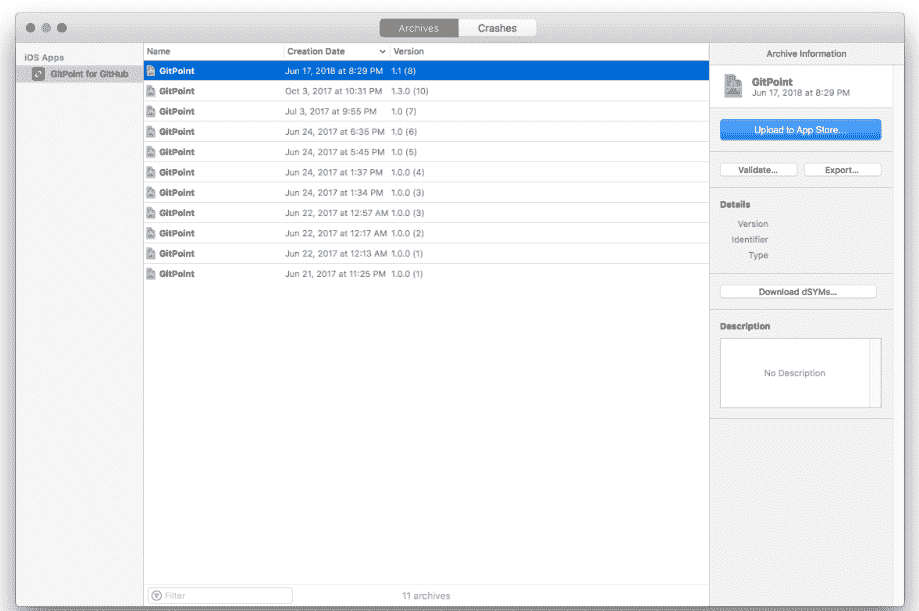 Archives Crashes
iOS Apps
GitPoint for GitHub
Name Creation Date Version
GitPoint Jun 17, 2018 at 8:29 PM 1.1 (8)
GitPoint Oct 3, 2017 at 10:31 PM 1.3.0 (10)
GitPoint Jul 3, 2017 at 9:55 PM 1.0 (7)
GitPoint Jun 24, 2017 at 6:35 PM 1.0 (6)
GitPoint Jun 24, 2017 at 5:45 PM 1.0 (5)
GitPoint Jun 24, 2017 at 1:37 PM 1.0.0 (4)
GitPoint Jun 24, 2017 at 1:34 PM 1.0.0 (3)
GitPoint Jun 22, 2017 at 12:57 AM 1.0.0 (3)
GitPoint Jun 22, 2017 at 12:17 AM 1.0.0 (2)
GitPoint Jun 22, 2017 at 12:13 AM 1.0.0 (1)
GitPoint Jun 21, 2017 at 11:25 PM 1.0.0 (1)
Filter
11 archives
Archive Information
GitPoint
Jun 17, 2018 at 8:29 PM
Upload to App Store...
Validate... Export...
Details
Version
Identifier
Type
Download dSYMs...
Description
No Description